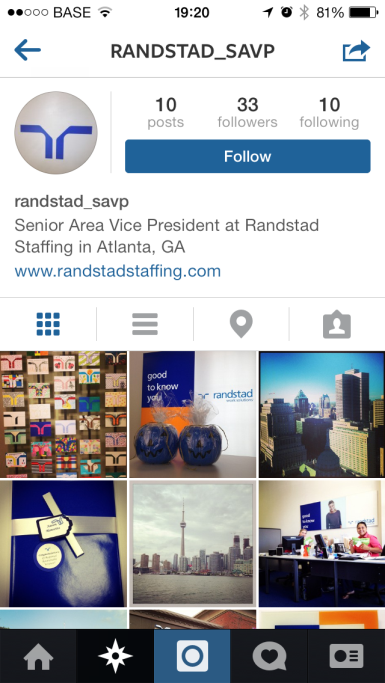 BASE 19:20 81%
RANDSTAD_SAVP
10 33 10
posts followers following
Follow
randstad_savp
Senior Area Vice President at Randstad
Staffing in Atlanta, GA
www.randstadstaffing.com
good
to know
you
randstad
good
to know
you